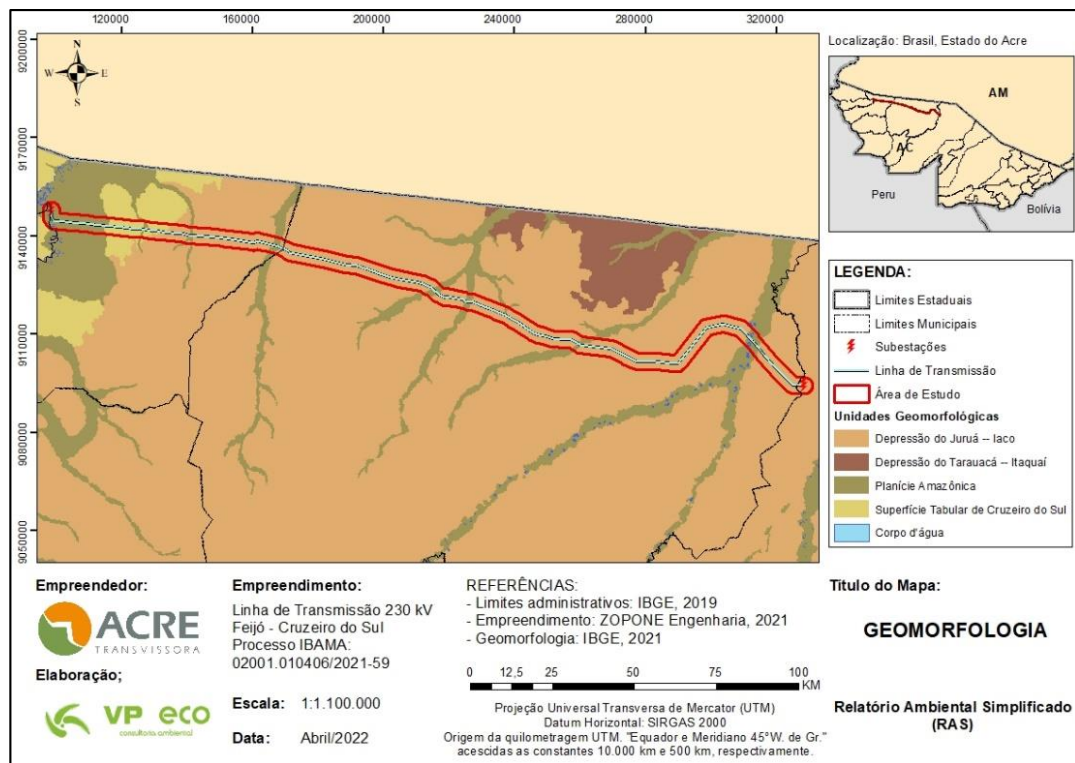 120000
160000
200000
240000
280000
320000
9200000
9170000
9140000
9110000
9080000
9050000
N
W
E
S
Localização: Brasil, Estado do Acre
AM
AC
Peru
Bolívia
LEGENDA:
Limites Estaduais
Limites Municipais
Subestações
Linha de Transmissão
Área de Estudo
Unidades Geomorfológicas
Depressão do Juruá -- Iaco
Depressão do Tarauacá -- Itaquaí
Planície Amazônica
Superfície Tabular de Cruzeiro do Sul
Corpo d'água
Empreendedor:
ACRE
TRANSMISSORA
Elaboração;
VP eco
consultoria ambiental
Empreendimento:
Linha de Transmissão 230 kV
Feijó - Cruzeiro do Sul
Processo IBAMA:
02001.010406/2021-59
Escala: 1:1.100.000
Data: Abril/2022
REFERÊNCIAS:
- Limites administrativos: IBGE, 2019
- Empreendimento: ZOPONE Engenharia, 2021
- Geomorfologia: IBGE, 2021
0 12,5 25 50 75 100
KM
Projeção Universal Transversa de Mercator (UTM)
Datum Horizontal: SIRGAS 2000
Origem da quilometragem UTM. "Equador e Meridiano 45°W. de Gr."
acescidas as constantes 10.000 km e 500 km, respectivamente.
Título do Mapa:
GEOMORFOLOGIA
Relatório Ambiental Simplificado
(RAS)